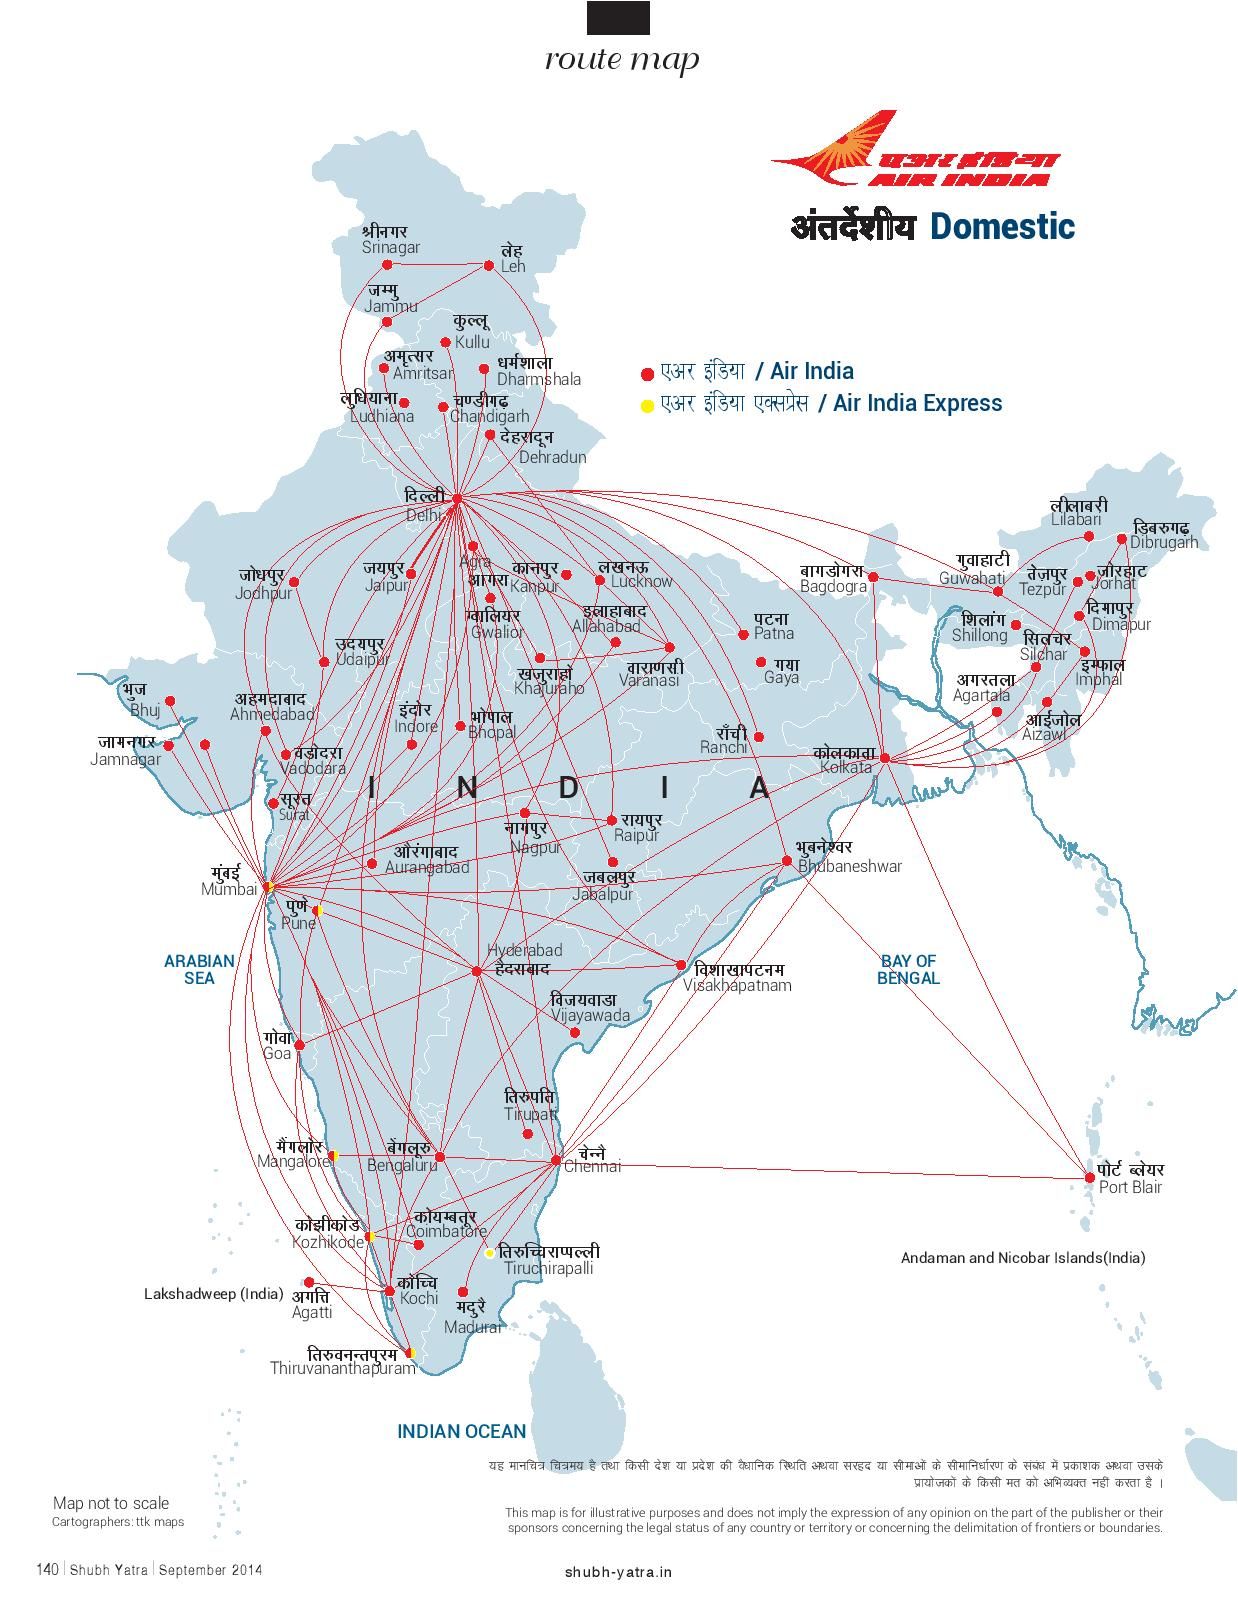 route map
एअर इंडिया
AIR INDIA
अंतर्देशीय Domestic
श्रीनगर
Srinagar
लेह
Leh
जम्मु
Jammu
कुल्लू
Kullu
अमृत्सर
Amritsar
धर्मशाला
Dharmshala
एअर इंडिया / Air India
एअर इंडिया एक्सप्रेस / Air India Express
लुधियाना
Ludhiana
चण्डीगढ़
Chandigarh
देहरादून
Dehradun
दिल्ली
Delhi
लीलाबरी
Lilabari
डिबरुगढ़
Dibrugarh
जोधपुर
Jodhpur
जयपुर
Jaipur
Agra
आगरा
कानपुर
Kanpur
लखनऊ
Lucknow
बागडोगरा
Bagdogra
गुवाहाटी
Guwahati
तेज़पुर
Tezpur
जोरहाट
Jorhat
ग्वालियर
Gwalior
इलाहाबाद
Allahabad
पटना
Patna
शिलांग
Shillong
दिमापुर
Dimapur
सिलचर
Silchar
उदयपुर
Udaipur
खजुराहो
Khajuraho
वाराणसी
Varanasi
गया
Gaya
इम्फाल
Imphal
अगरतला
Agartala
भुज
Bhuj
अहमदाबाद
Ahmedabad
इंदोर
Indore
भोपाल
Bhopal
आईजोल
Aizawl
जामनगर
Jamnagar
वडोदरा
Vadodara
राँची
Ranchi
कोलकाता
Kolkata
I N D I A
सूरत
Surat
नागपुर
Nagpur
रायपुर
Raipur
औरंगाबाद
Aurangabad
भुबनेश्वर
Bhubaneshwar
मुंबई
Mumbai
जबलपुर
Jabalpur
पुणे
Pune
ARABIAN
SEA
Hyderabad
हैदराबाद
विशाखापटनम
Visakhapatnam
BAY OF
BENGAL
विजयवाडा
Vijayawada
गोवा
Goa
तिरुपति
Tirupati
मैंगलोर
Mangalore
बेंगलूरु
Bengaluru
चेन्नै
Chennai
पोर्ट ब्लेयर
Port Blair
कोझीकोड
Kozhikode
कोयम्बतूर
Coimbatore
तिरुच्चिराप्पल्ली
Tiruchirapalli
Andaman and Nicobar Islands(India)
Lakshadweep (India)
अगत्ति
Agatti
कोच्चि
Kochi
मदुरै
Madurai
तिरुवनन्तपुरम
Thiruvananthapuram
INDIAN OCEAN
यह मानचित्र चित्रमय है तथा किसी देश या प्रदेश की वैधानिक स्थिति अथवा सरहद या सीमाओं के सीमानिर्धारण के संबंध में प्रकाशक अथवा उसके
प्रायोजकों के किसी मत को अभिव्यक्त नहीं करता है ।
Map not to scale
Cartographers: ttk maps
This map is for illustrative purposes and does not imply the expression of any opinion on the part of the publisher or their
sponsors concerning the legal status of any country or territory or concerning the delimitation of frontiers or boundaries.
140 | Shubh Yatra | September 2014
shubh-yatra.in